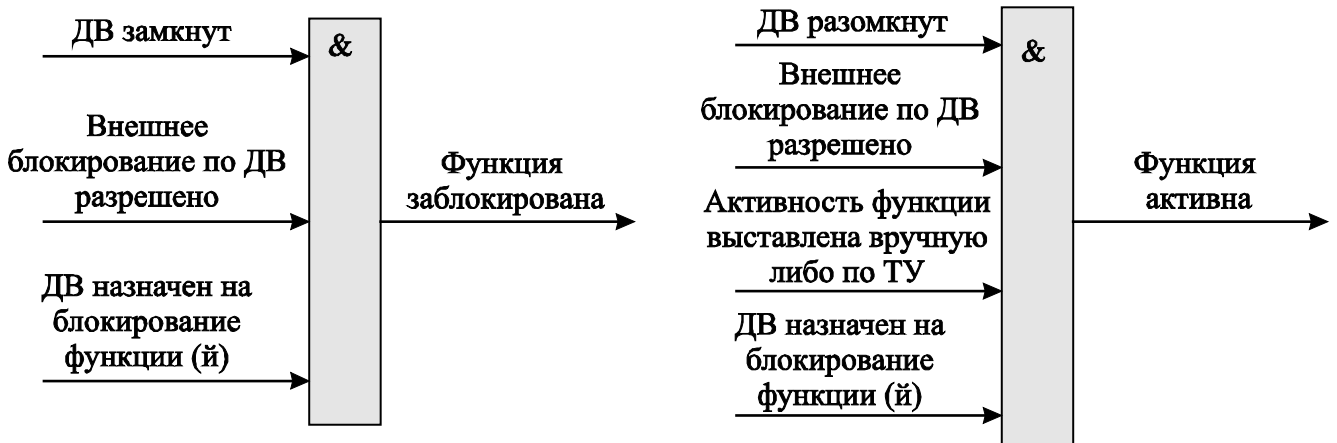 ДВ замкнут
&
Внешнее
блокирование по ДВ
разрешено
Функция
заблокирована
ДВ назначен на
блокирование
функции (й)
ДВ разомкнут
&
Внешнее
блокирование по ДВ
разрешено
Функция
активна
Активность функции
выставлена вручную
либо по ТУ
ДВ назначен на
блокирование
функции (й)